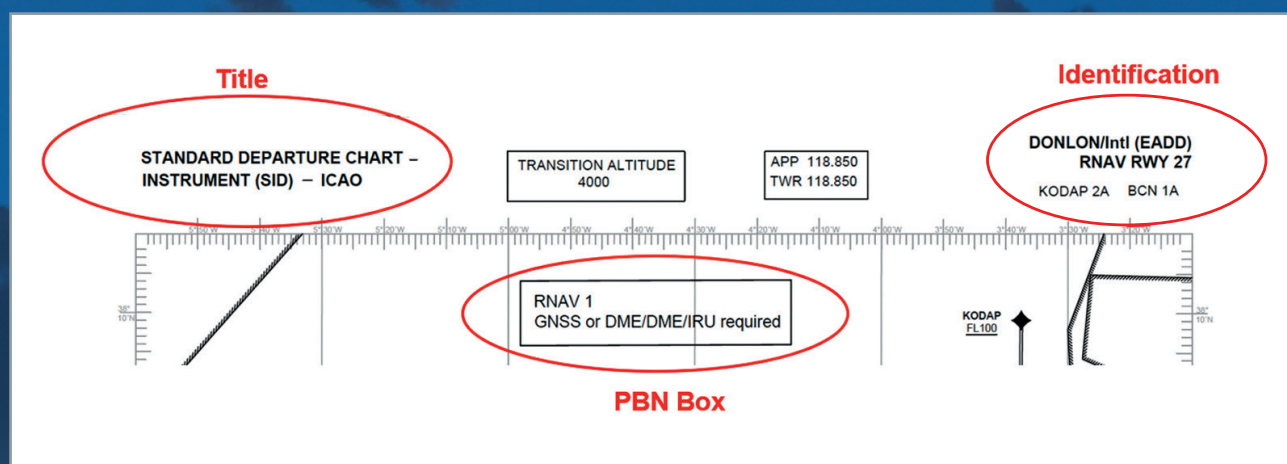 Title
Identification
STANDARD DEPARTURE CHART –
INSTRUMENT (SID) – ICAO
TRANSITION ALTITUDE
4000
APP 118.850
TWR 118.850
DONLON/Intl (EADD)
RNAV RWY 27
KODAP 2A BCN 1A
5°50'W 5°40'W 5°30'W 5°00'W 4°50'W 4°40'W 4°30'W 4°20'W 4°10'W 4°00'W 3°40'W 3°30'W 3°20'W
RNAV 1
GNSS or DME/DME/IRU required
KODAP
FL100
10'N
10'N
PBN Box